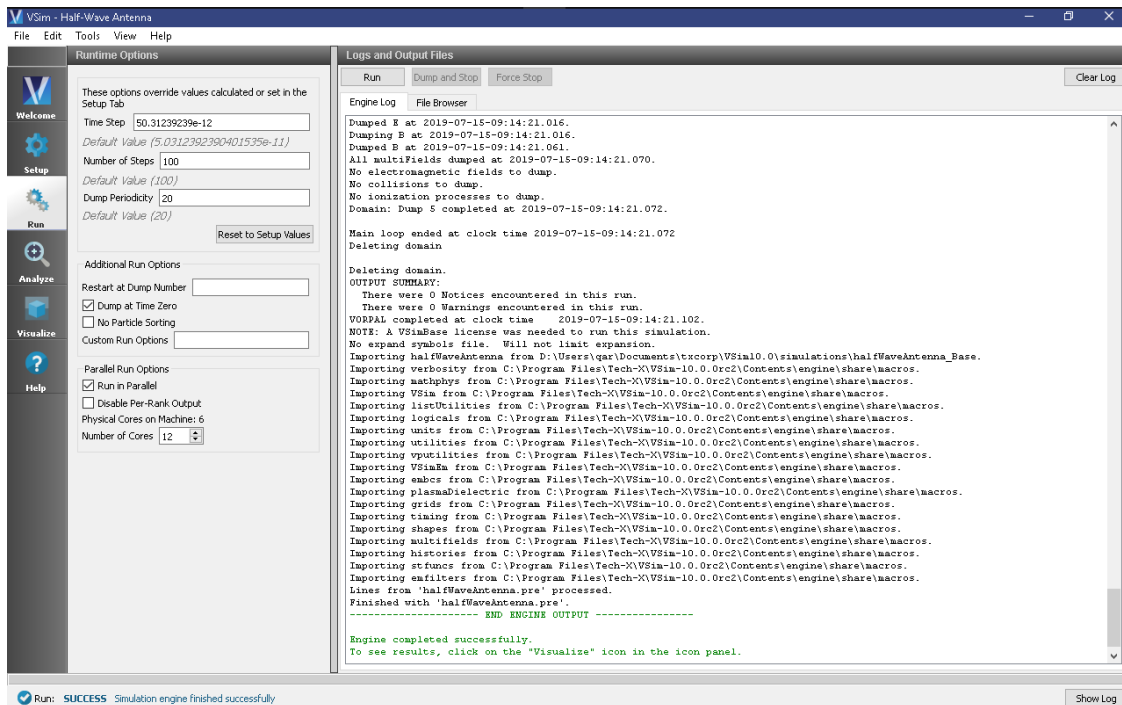 VSim - Half-Wave Antenna
File Edit Tools View Help
Welcome
Setup
Run
Analyze
Visualize
Help
Runtime Options
These options override values calculated or set in the
Setup Tab
Time Step 50.31239239e-12
Default Value (5.0312392390401535e-11)
Number of Steps 100
Default Value (100)
Dump Periodicity 20
Default Value (20)
Reset to Setup Values
Additional Run Options
Restart at Dump Number
Dump at Time Zero
No Particle Sorting
Custom Run Options
Parallel Run Options
Run in Parallel
Disable Per-Rank Output
Physical Cores on Machine: 6
Number of Cores 12
Logs and Output Files
Run Dump and Stop Force Stop Clear Log
Engine Log File Browser
Dumped E at 2019-07-15-09:14:21.016.
Dumping B at 2019-07-15-09:14:21.016.
Dumped B at 2019-07-15-09:14:21.061.
All multiFields dumped at 2019-07-15-09:14:21.070.
No electromagnetic fields to dump.
No collisions to dump.
No ionization processes to dump.
Domain: Dump 5 completed at 2019-07-15-09:14:21.072.
Main loop ended at clock time 2019-07-15-09:14:21.072
Deleting domain
Deleting domain.
OUTPUT SUMMARY:
There were 0 Notices encountered in this run.
There were 0 Warnings encountered in this run.
VORPAL completed at clock time 2019-07-15-09:14:21.102.
NOTE: A VSimBase license was needed to run this simulation.
No expand symbols file. Will not limit expansion.
Importing halfWaveAntenna from D:\Users\qar\Documents\txcorp\VSim10.0\simulations\halfWaveAntenna_Base.
Importing verbosity from C:\Program Files\Tech-X\VSim-10.0.0rc2\Contents\engine\share\macros.
Importing mathphys from C:\Program Files\Tech-X\VSim-10.0.0rc2\Contents\engine\share\macros.
Importing VSim from C:\Program Files\Tech-X\VSim-10.0.0rc2\Contents\engine\share\macros.
Importing listUtilities from C:\Program Files\Tech-X\VSim-10.0.0rc2\Contents\engine\share\macros.
Importing logicals from C:\Program Files\Tech-X\VSim-10.0.0rc2\Contents\engine\share\macros.
Importing units from C:\Program Files\Tech-X\VSim-10.0.0rc2\Contents\engine\share\macros.
Importing utilities from C:\Program Files\Tech-X\VSim-10.0.0rc2\Contents\engine\share\macros.
Importing vputilities from C:\Program Files\Tech-X\VSim-10.0.0rc2\Contents\engine\share\macros.
Importing VSimEm from C:\Program Files\Tech-X\VSim-10.0.0rc2\Contents\engine\share\macros.
Importing embcs from C:\Program Files\Tech-X\VSim-10.0.0rc2\Contents\engine\share\macros.
Importing plasmaDielectric from C:\Program Files\Tech-X\VSim-10.0.0rc2\Contents\engine\share\macros.
Importing grids from C:\Program Files\Tech-X\VSim-10.0.0rc2\Contents\engine\share\macros.
Importing timing from C:\Program Files\Tech-X\VSim-10.0.0rc2\Contents\engine\share\macros.
Importing shapes from C:\Program Files\Tech-X\VSim-10.0.0rc2\Contents\engine\share\macros.
Importing multifields from C:\Program Files\Tech-X\VSim-10.0.0rc2\Contents\engine\share\macros.
Importing histories from C:\Program Files\Tech-X\VSim-10.0.0rc2\Contents\engine\share\macros.
Importing stfuncs from C:\Program Files\Tech-X\VSim-10.0.0rc2\Contents\engine\share\macros.
Importing emfilters from C:\Program Files\Tech-X\VSim-10.0.0rc2\Contents\engine\share\macros.
Lines from 'halfWaveAntenna.pre' processed.
Finished with 'halfWaveAntenna.pre'.
--------------------- END ENGINE OUTPUT ----------------
Engine completed successfully.
To see results, click on the "Visualize" icon in the icon panel.
Run: SUCCESS Simulation engine finished successfully
Show Log